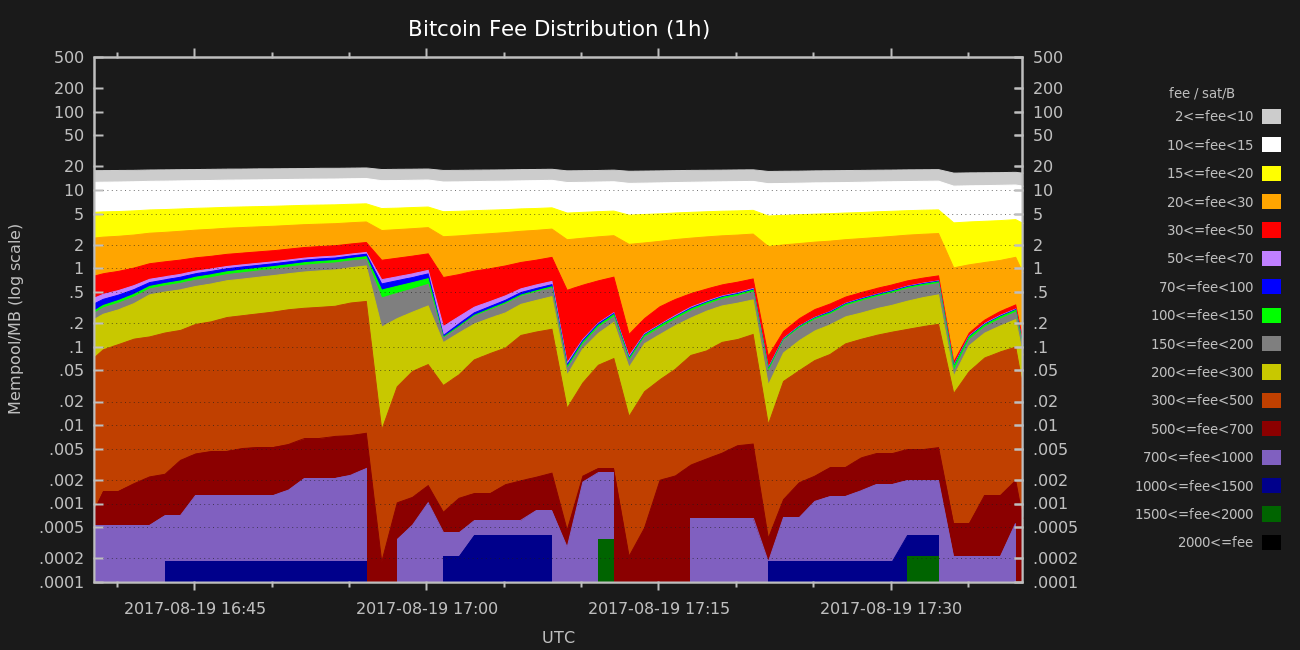 Bitcoin Fee Distribution (1h)
500
200
100
50
20
10
5
2
1
.5
.2
.1
.05
.02
.01
.005
.002
.001
.0005
.0002
.0001
Mempool/MB (log scale)
500
200
100
50
20
10
5
2
1
.5
.2
.1
.05
.02
.01
.005
.002
.001
.0005
.0002
.0001
2017-08-19 16:45
2017-08-19 17:00
2017-08-19 17:15
2017-08-19 17:30
UTC
fee / sat/B
2<=fee<10
10<=fee<15
15<=fee<20
20<=fee<30
30<=fee<50
50<=fee<70
70<=fee<100
100<=fee<150
150<=fee<200
200<=fee<300
300<=fee<500
500<=fee<700
700<=fee<1000
1000<=fee<1500
1500<=fee<2000
2000<=fee